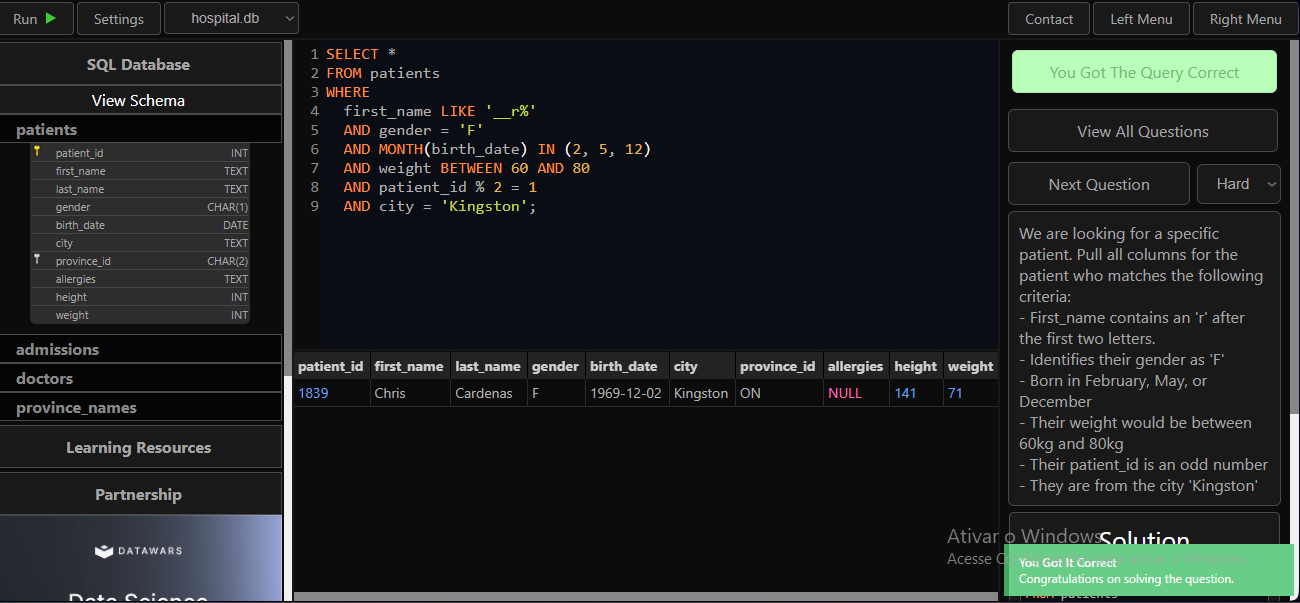 Run
Settings
hospital.db
Contact
Left Menu
Right Menu
SQL Database
View Schema
patients
patient_id INT
first_name TEXT
last_name TEXT
gender CHAR(1)
birth_date DATE
city TEXT
province_id CHAR(2)
allergies TEXT
height INT
weight INT
admissions
doctors
province_names
Learning Resources
Partnership
DATAWARS
Data Science
1 SELECT *
2 FROM patients
3 WHERE
4 first_name LIKE '__r%'
5 AND gender = 'F'
6 AND MONTH(birth_date) IN (2, 5, 12)
7 AND weight BETWEEN 60 AND 80
8 AND patient_id % 2 = 1
9 AND city = 'Kingston';
patient_id first_name last_name gender birth_date city province_id allergies height weight
1839 Chris Cardenas F 1969-12-02 Kingston ON NULL 141 71
You Got The Query Correct
View All Questions
Next Question
Hard
We are looking for a specific
patient. Pull all columns for the
patient who matches the following
criteria:
- First_name contains an 'r' after
the first two letters.
- Identifies their gender as 'F'
- Born in February, May, or
December
- Their weight would be between
60kg and 80kg
- Their patient_id is an odd number
- They are from the city 'Kingston'
Solution
Ativar o Windows
Acesse
You Got It Correct
Congratulations on solving the question.
FROM patients